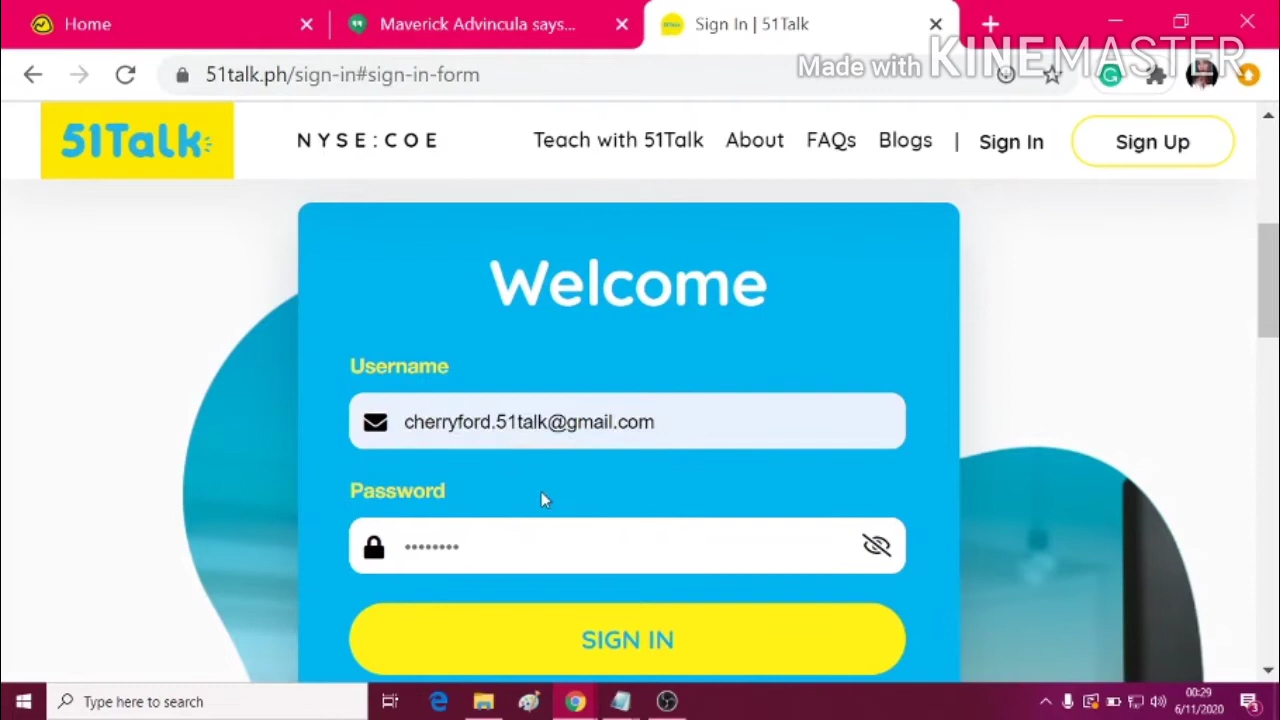 Home
Maverick Advincula says...
Sign In | 51Talk
51talk.ph/sign-in#sign-in-form
Made with KINEMASTER
51Talk
NYSE:COE
Teach with 51Talk
About
FAQs
Blogs
|
Sign In
Sign Up
Welcome
Username
cherryford.51talk@gmail.com
Password
••••••••
SIGN IN
Type here to search
00:29
6/11/2020
3